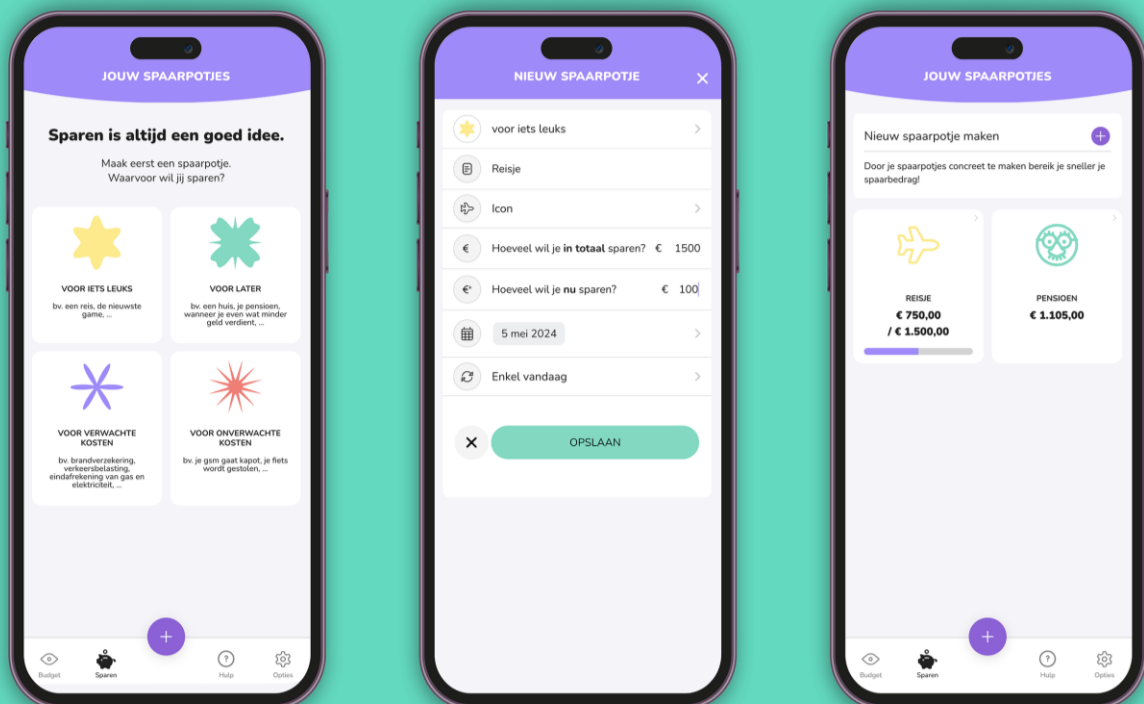 JOUW SPAARPOTJES
Sparen is altijd een goed idee.
Maak eerst een spaarpotje.
Waarvoor wil jij sparen?
VOOR IETS LEUKS
bv. een reis, de nieuwste
game, ...
VOOR LATER
bv. een huis, je pensioen,
wanneer je even wat minder
geld verdient, ...
VOOR VERWACHTE
KOSTEN
bv. brandverzekering,
verkeersbelasting,
eindafrekening van gas en
elektriciteit, ...
VOOR ONVERWACHTE
KOSTEN
bv. je gsm gaat kapot, je fiets
wordt gestolen, ...
Budget
Sparen
+
Hulp
Opties
NIEUW SPAARPOTJE
voor iets leuks
Reisje
Icon
€ Hoeveel wil je in totaal sparen? € 1500
€+ Hoeveel wil je nu sparen? € 100
5 mei 2024
Enkel vandaag
OPSLAAN
JOUW SPAARPOTJES
Nieuw spaarpotje maken +
Door je spaarpotjes concreet te maken bereik je sneller je
spaarbedrag!
REISJE
€ 750,00
/ € 1.500,00
PENSIOEN
€ 1.105,00
Budget
Sparen
+
Hulp
Opties